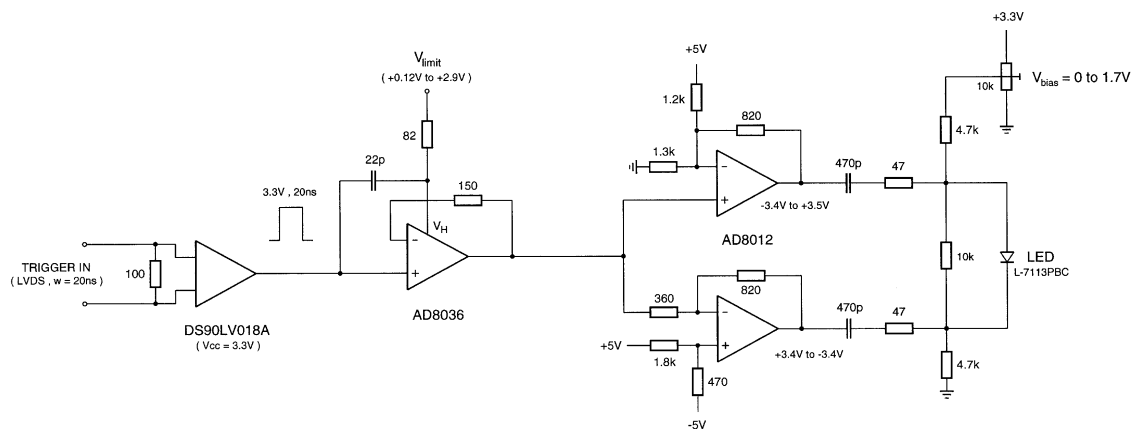 +3.3V
10k
Vbias = 0 to 1.7V
Vlimit
( +0.12V to +2.9V )
+5V
1.2k
820
4.7k
82
1.3k
470p
47
22p
150
3.3V , 20ns
-
+
-3.4V to +3.5V
VH
AD8012
-
+
TRIGGER IN
( LVDS , w = 20ns)
100
AD8036
10k
LED
L-7113PBC
DS90LV018A
( Vcc = 3.3V )
360
820
470p
47
-
+
+5V
1.8k
+3.4V to -3.4V
470
4.7k
-5V